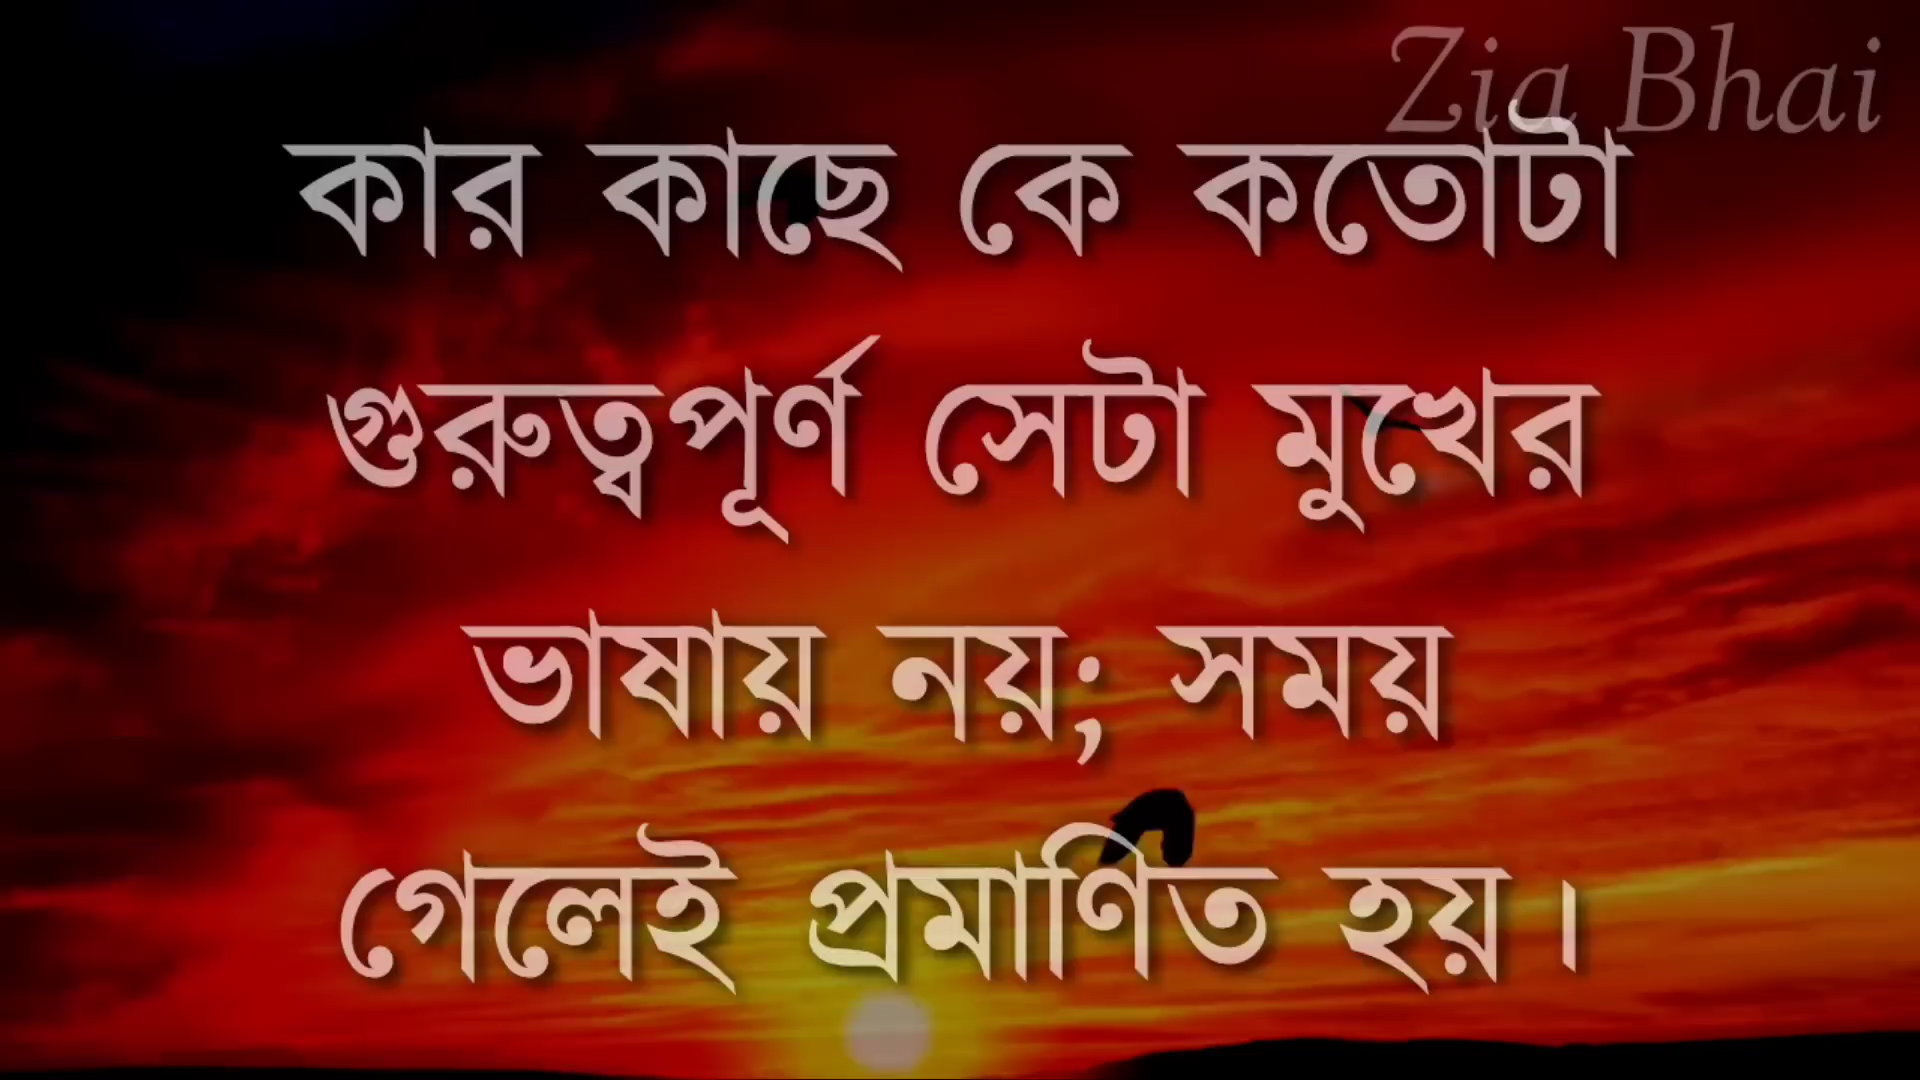 Zia Bhai
কার কাছে কে কতোটা
গুরুত্বপূর্ণ সেটা মুখের
ভাষায় নয়; সময়
গেলেই প্রমাণিত হয়।